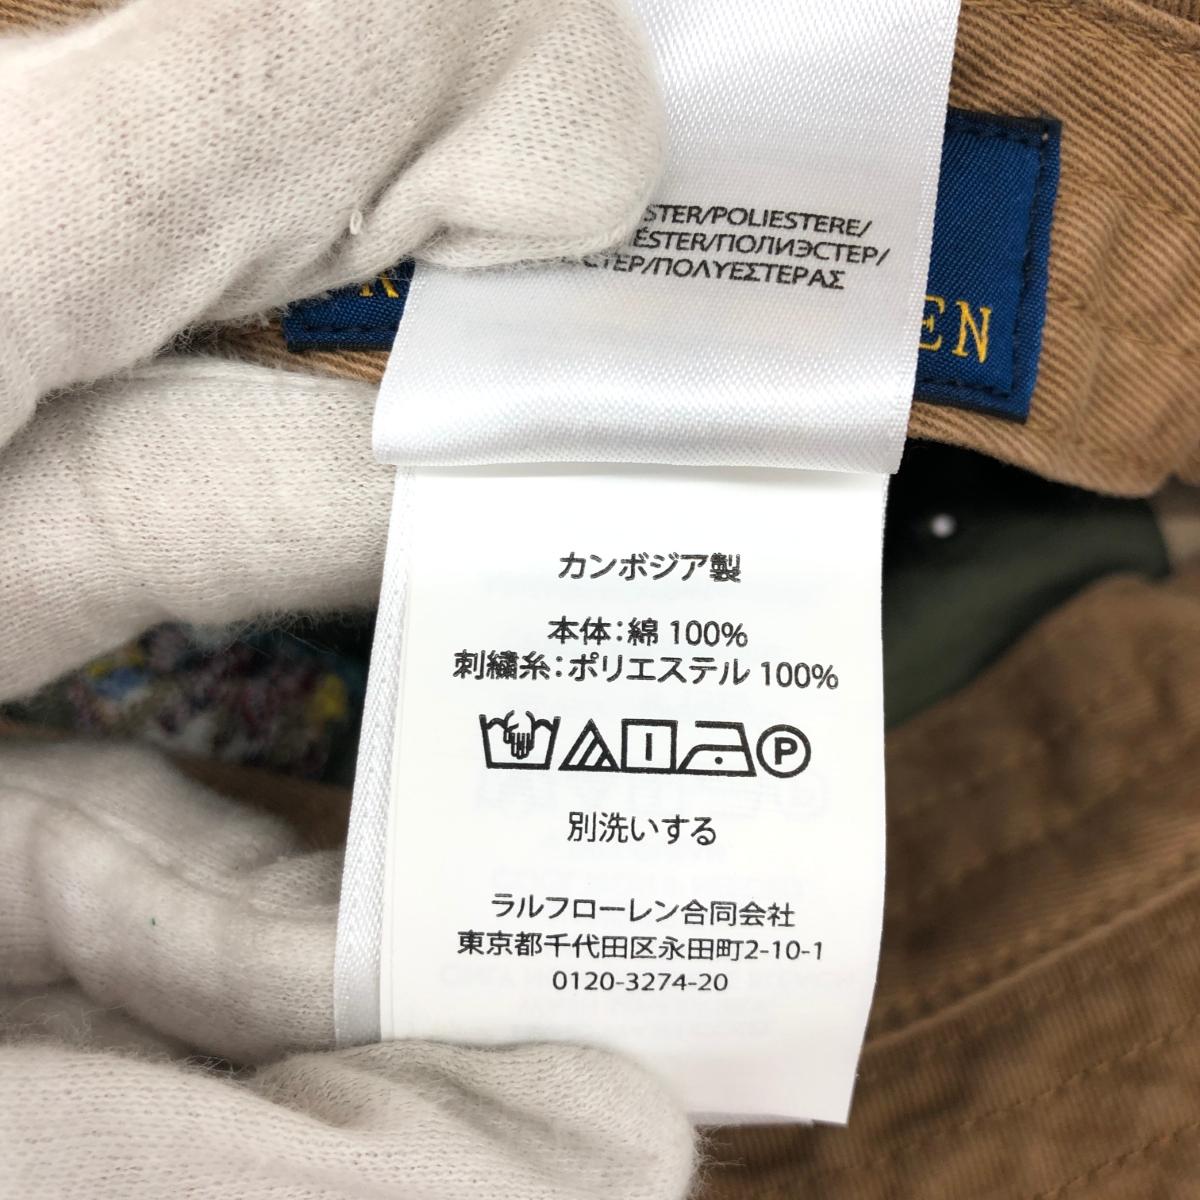 STER/POLIESTERE/
ÉSTER/ПОЛИЭСТЕР/
СТЕР/ΠΟΛΥΕΣΤΕΡΑΣ
EN
カンボジア製
本体：綿 100%
刺繍糸：ポリエステル 100%
P
別洗いする
ラルフローレン合同会社
東京都千代田区永田町2-10-1
0120-3274-20